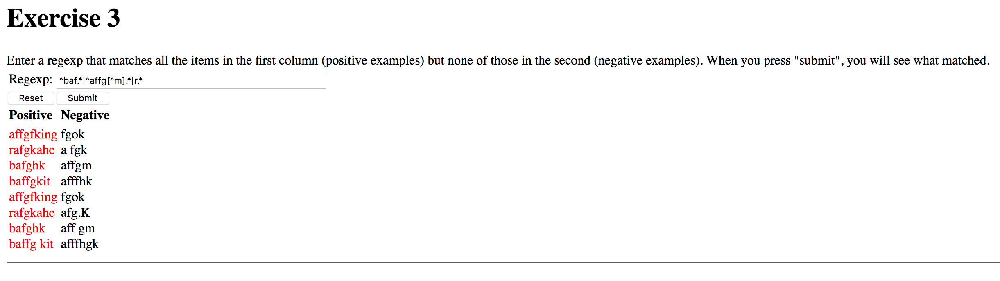 Exercise 3
Enter a regexp that matches all the items in the first column (positive examples) but none of those in the second (negative examples). When you press "submit", you will see what matched.
Regexp: ^baf.*|^affg[^m].*|r.*
Reset Submit
Positive Negative
affgfking fgok
rafgkahe a fgk
bafghk affgm
baffgkit afffhk
affgfking fgok
rafgkahe afg.K
bafghk aff gm
baffg kit afffhgk